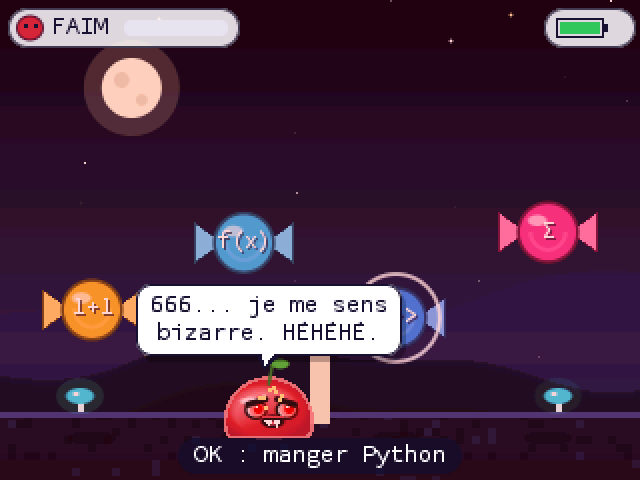 FAIM
f(x)
Σ
1+1
>
666... je me sens
bizarre. HÉHÉHÉ.
OK : manger Python